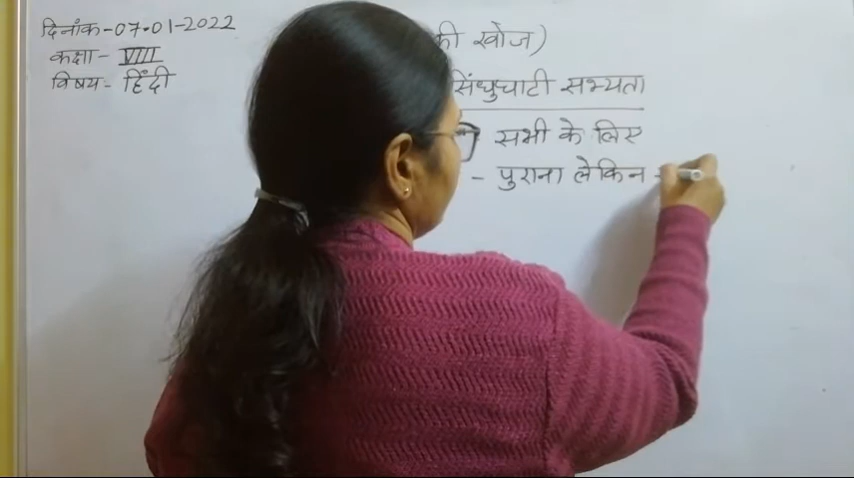 दिनांक-07-01-2022
कक्षा- VIII
विषय- हिंदी
की खोज)
सिंधुघाटी सभ्यता
सभी के लिए
- पुराना लेकिन